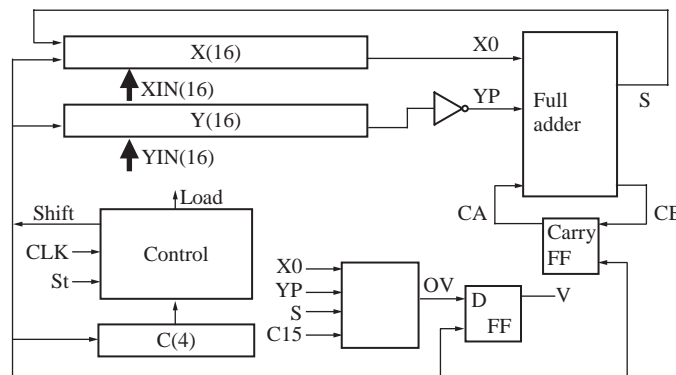 X(16)
X0
XIN(16)
YP
Full
adder
S
Y(16)
YIN(16)
Load
Shift
CA
CB
CLK
Control
Carry
FF
St
X0
YP
OV
D
V
S
FF
C15
C(4)